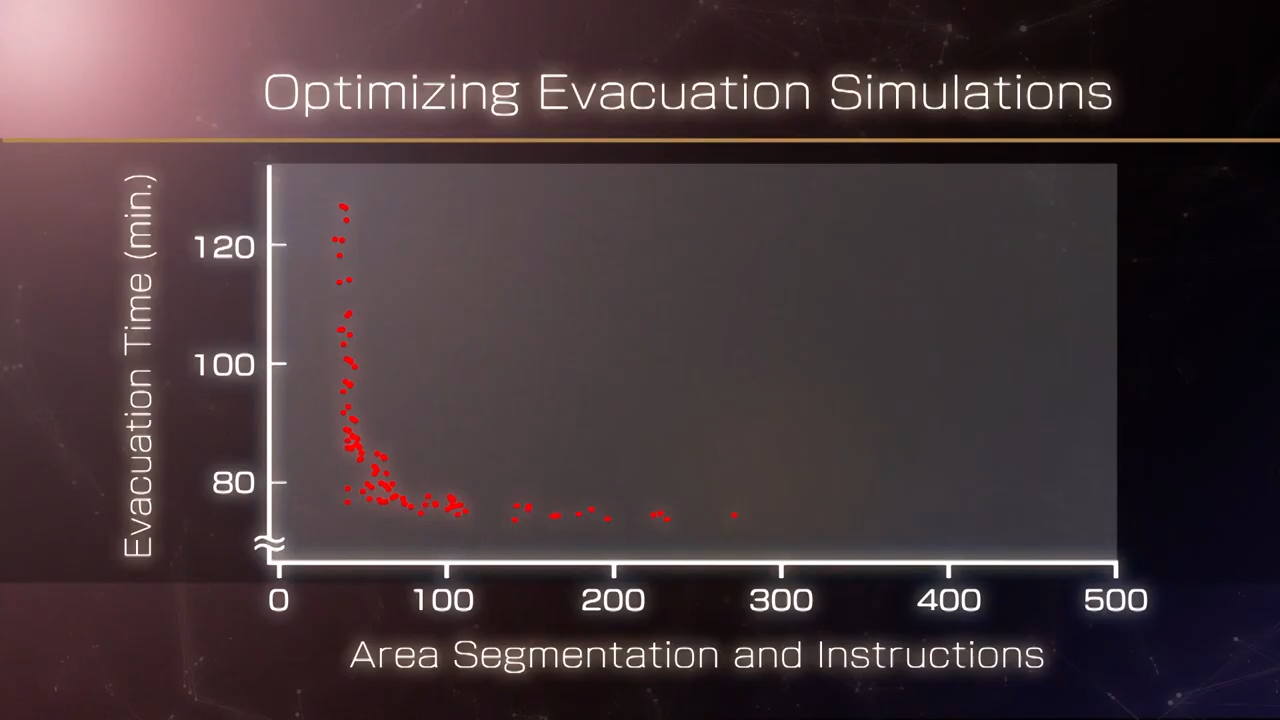 Optimizing Evacuation Simulations
Evacuation Time (min.)
120
100
80
0 100 200 300 400 500
Area Segmentation and Instructions